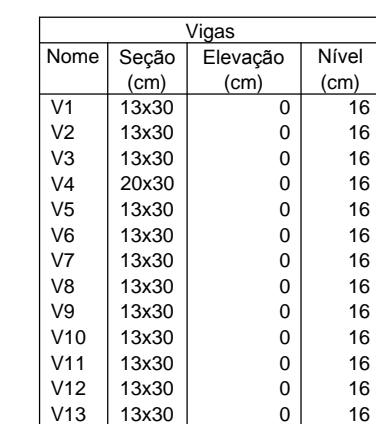 Vigas
Nome Seção Elevação Nível
(cm) (cm) (cm)
V1 13x30 0 16
V2 13x30 0 16
V3 13x30 0 16
V4 20x30 0 16
V5 13x30 0 16
V6 13x30 0 16
V7 13x30 0 16
V8 13x30 0 16
V9 13x30 0 16
V10 13x30 0 16
V11 13x30 0 16
V12 13x30 0 16
V13 13x30 0 16